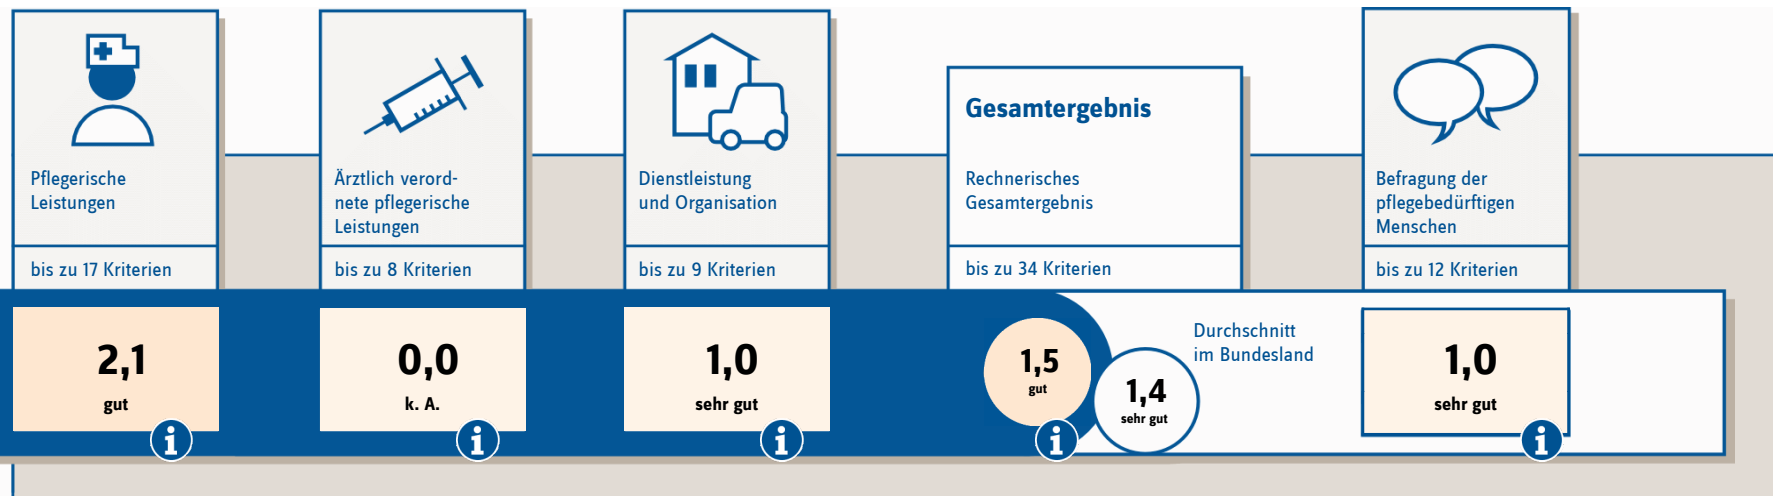 Pflegerische
Leistungen
bis zu 17 Kriterien
2,1
gut
i
Ärztlich verord-
nete pflegerische
Leistungen
bis zu 8 Kriterien
0,0
k. A.
i
Dienstleistung
und Organisation
bis zu 9 Kriterien
1,0
sehr gut
i
Gesamtergebnis
Rechnerisches
Gesamtergebnis
bis zu 34 Kriterien
1,5
gut
i
1,4
sehr gut
Durchschnitt
im Bundesland
Befragung der
pflegebedürftigen
Menschen
bis zu 12 Kriterien
1,0
sehr gut
i